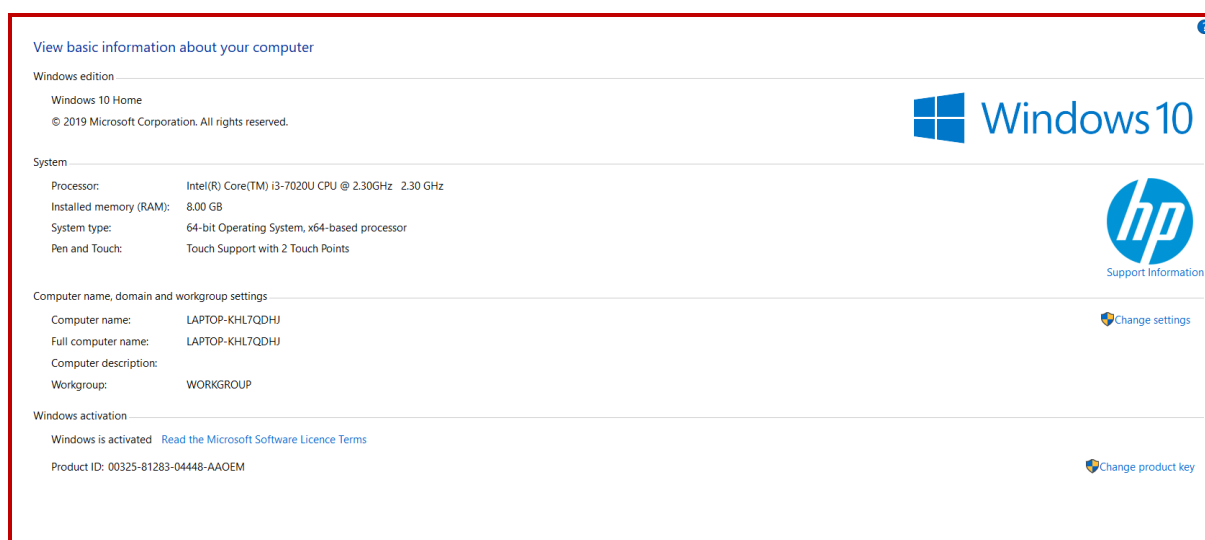 View basic information about your computer
Windows edition
Windows 10 Home
© 2019 Microsoft Corporation. All rights reserved.
Windows 10
System
Processor: Intel(R) Core(TM) i3-7020U CPU @ 2.30GHz 2.30 GHz
Installed memory (RAM): 8.00 GB
System type: 64-bit Operating System, x64-based processor
Pen and Touch: Touch Support with 2 Touch Points
hp
Support Information
Computer name, domain and workgroup settings
Computer name: LAPTOP-KHL7QDHJ Change settings
Full computer name: LAPTOP-KHL7QDHJ
Computer description:
Workgroup: WORKGROUP
Windows activation
Windows is activated Read the Microsoft Software Licence Terms
Product ID: 00325-81283-04448-AAOEM Change product key